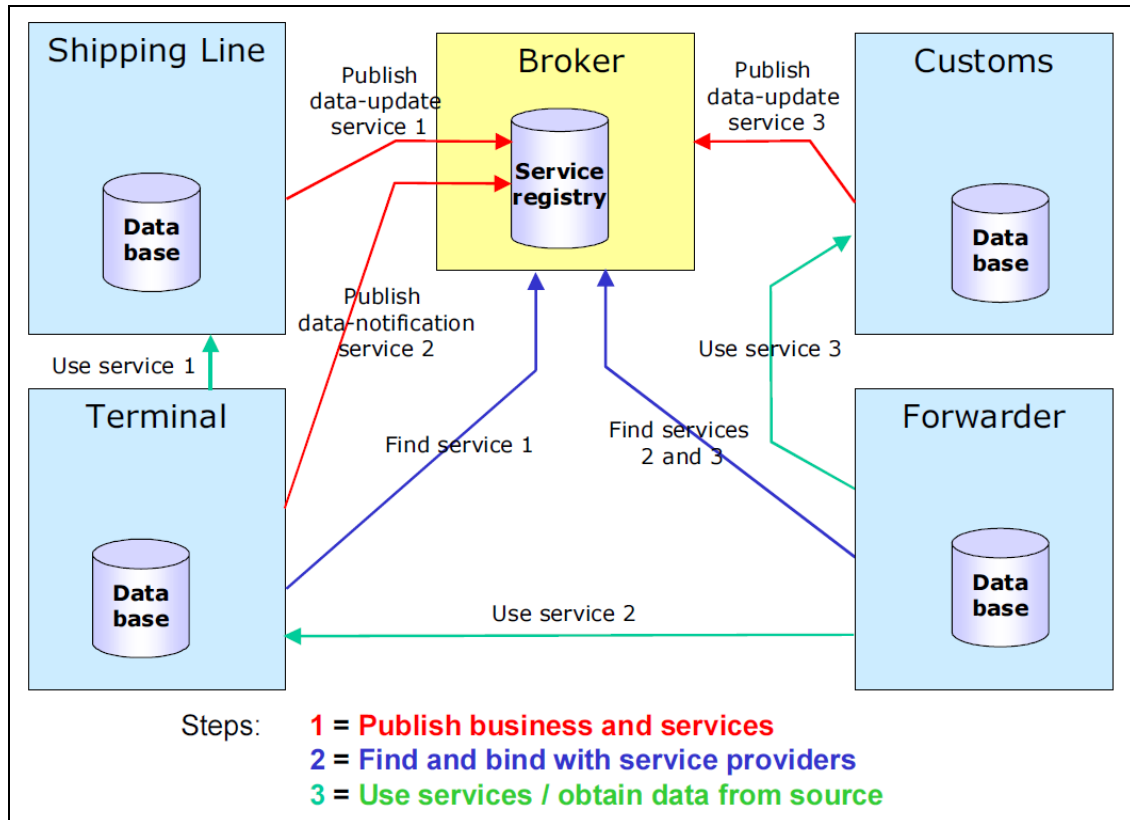 Shipping Line
Broker
Customs
Publish
data-update
service 1
Publish
data-update
service 3
Service
registry
Data
base
Data
base
Publish
data-notification
service 2
Use service 1
Use service 3
Terminal
Forwarder
Find service 1
Find services
2 and 3
Data
base
Data
base
Use service 2
Steps:
1 = Publish business and services
2 = Find and bind with service providers
3 = Use services / obtain data from source